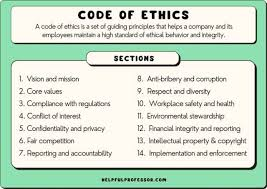 CODE OF ETHICS
A code of ethics is a set of guiding principles that helps a company and its
employees maintain a high standard of ethical behavior and integrity.
SECTIONS
1. Vision and mission
2. Core values
3. Compliance with regulations
4. Conflict of interest
5. Confidentiality and privacy
6. Fair competition
7. Reporting and accountability
8. Anti-bribery and corruption
9. Respect and diversity
10. Workplace safety and health
11. Environmental stewardship
12. Financial integrity and reporting
13. Intellectual property & copyright
14. Implementation and enforcement
HELPFULPROFESSOR.COM